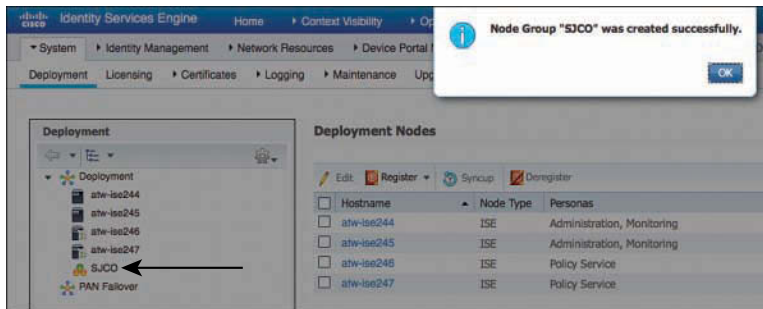 cisco Identity Services Engine Home Context Visibility Op
Node Group "SJCO" was created successfully.
OK
System Identity Management Network Resources Device Portal
Deployment Licensing Certificates Logging Maintenance Upg
Deployment
Deployment
atw-ise244
atw-ise245
atw-ise246
atw-ise247
SJCO
PAN Failover
Deployment Nodes
Edit Register Syncup Deregister
Hostname Node Type Personas
atw-ise244 ISE Administration, Monitoring
atw-ise245 ISE Administration, Monitoring
atw-ise246 ISE Policy Service
atw-ise247 ISE Policy Service